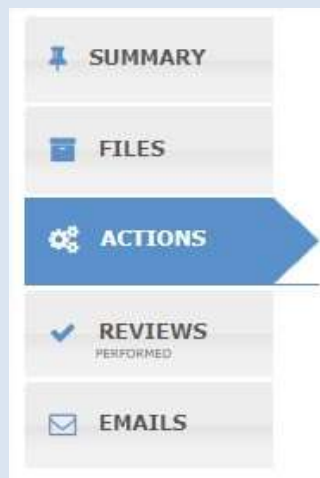 SUMMARY
FILES
ACTIONS
REVIEWS
PERFORMED
EMAILS